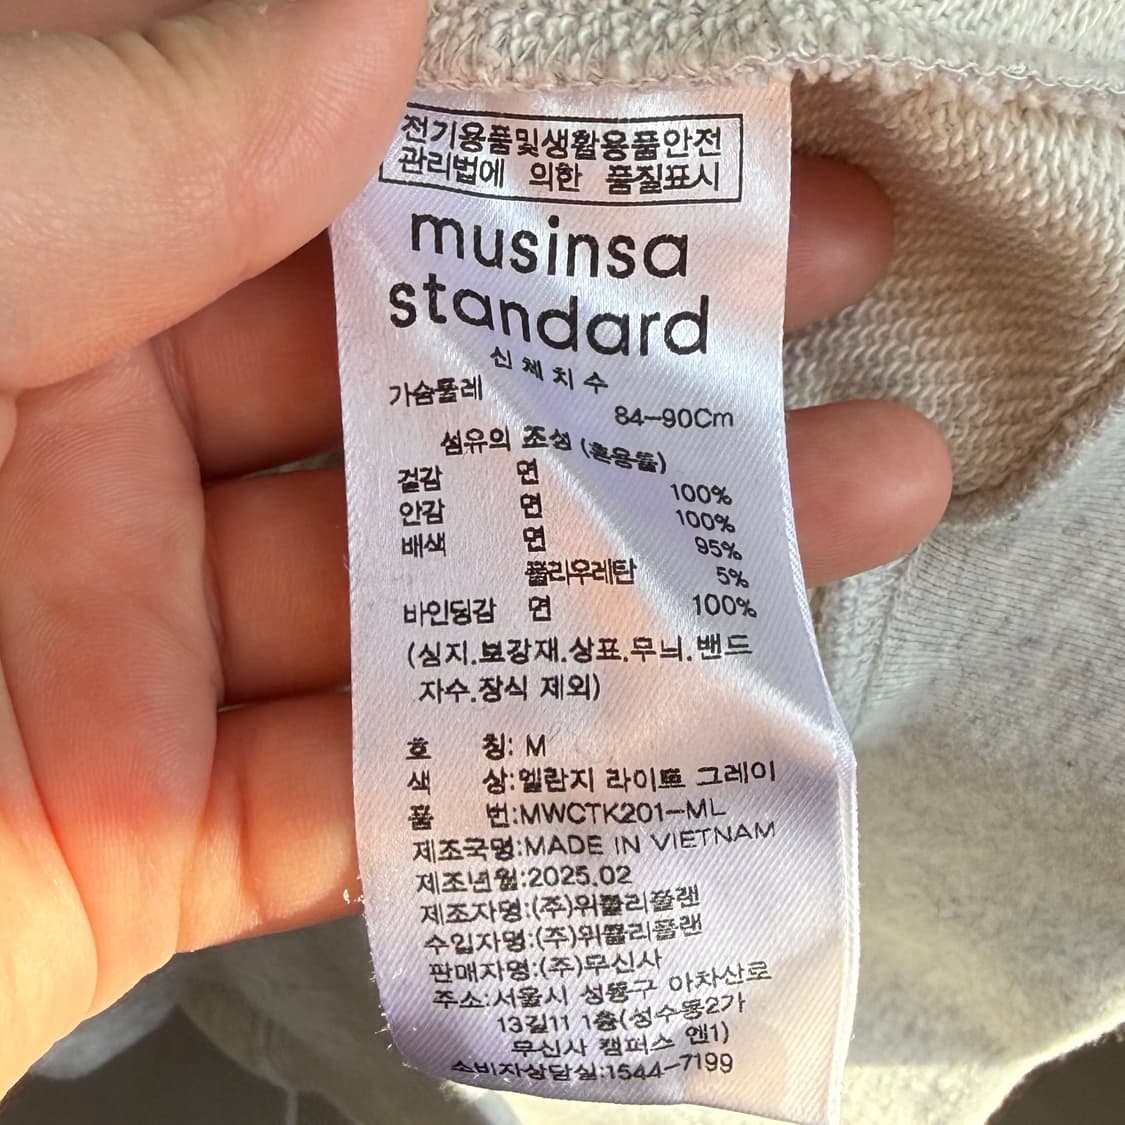 전기용품및생활용품안전
관리법에 의한 품질표시
musinsa
standard
신체치수
가슴둘레
84-90Cm
섬유의 조성 (혼용률)
겉감 면 100%
안감 면 100%
배색 면 95%
폴리우레탄 5%
바인딩감 면 100%
(심지.보강재.상표.무늬.밴드
자수.장식 제외)
호 칭: M
색 상:멜란지 라이트 그레이
품 번:MWCTK201-ML
제조국명:MADE IN VIETNAM
제조년월:2025.02
제조자명:(주)위플리플랜
수입자명:(주)위플리플랜
판매자명:(주)무신사
주소:서울시 성동구 아차산로
13길11 1층(성수동2가
무신사 캠퍼스 엔1)
소비자상담실:1544-7199